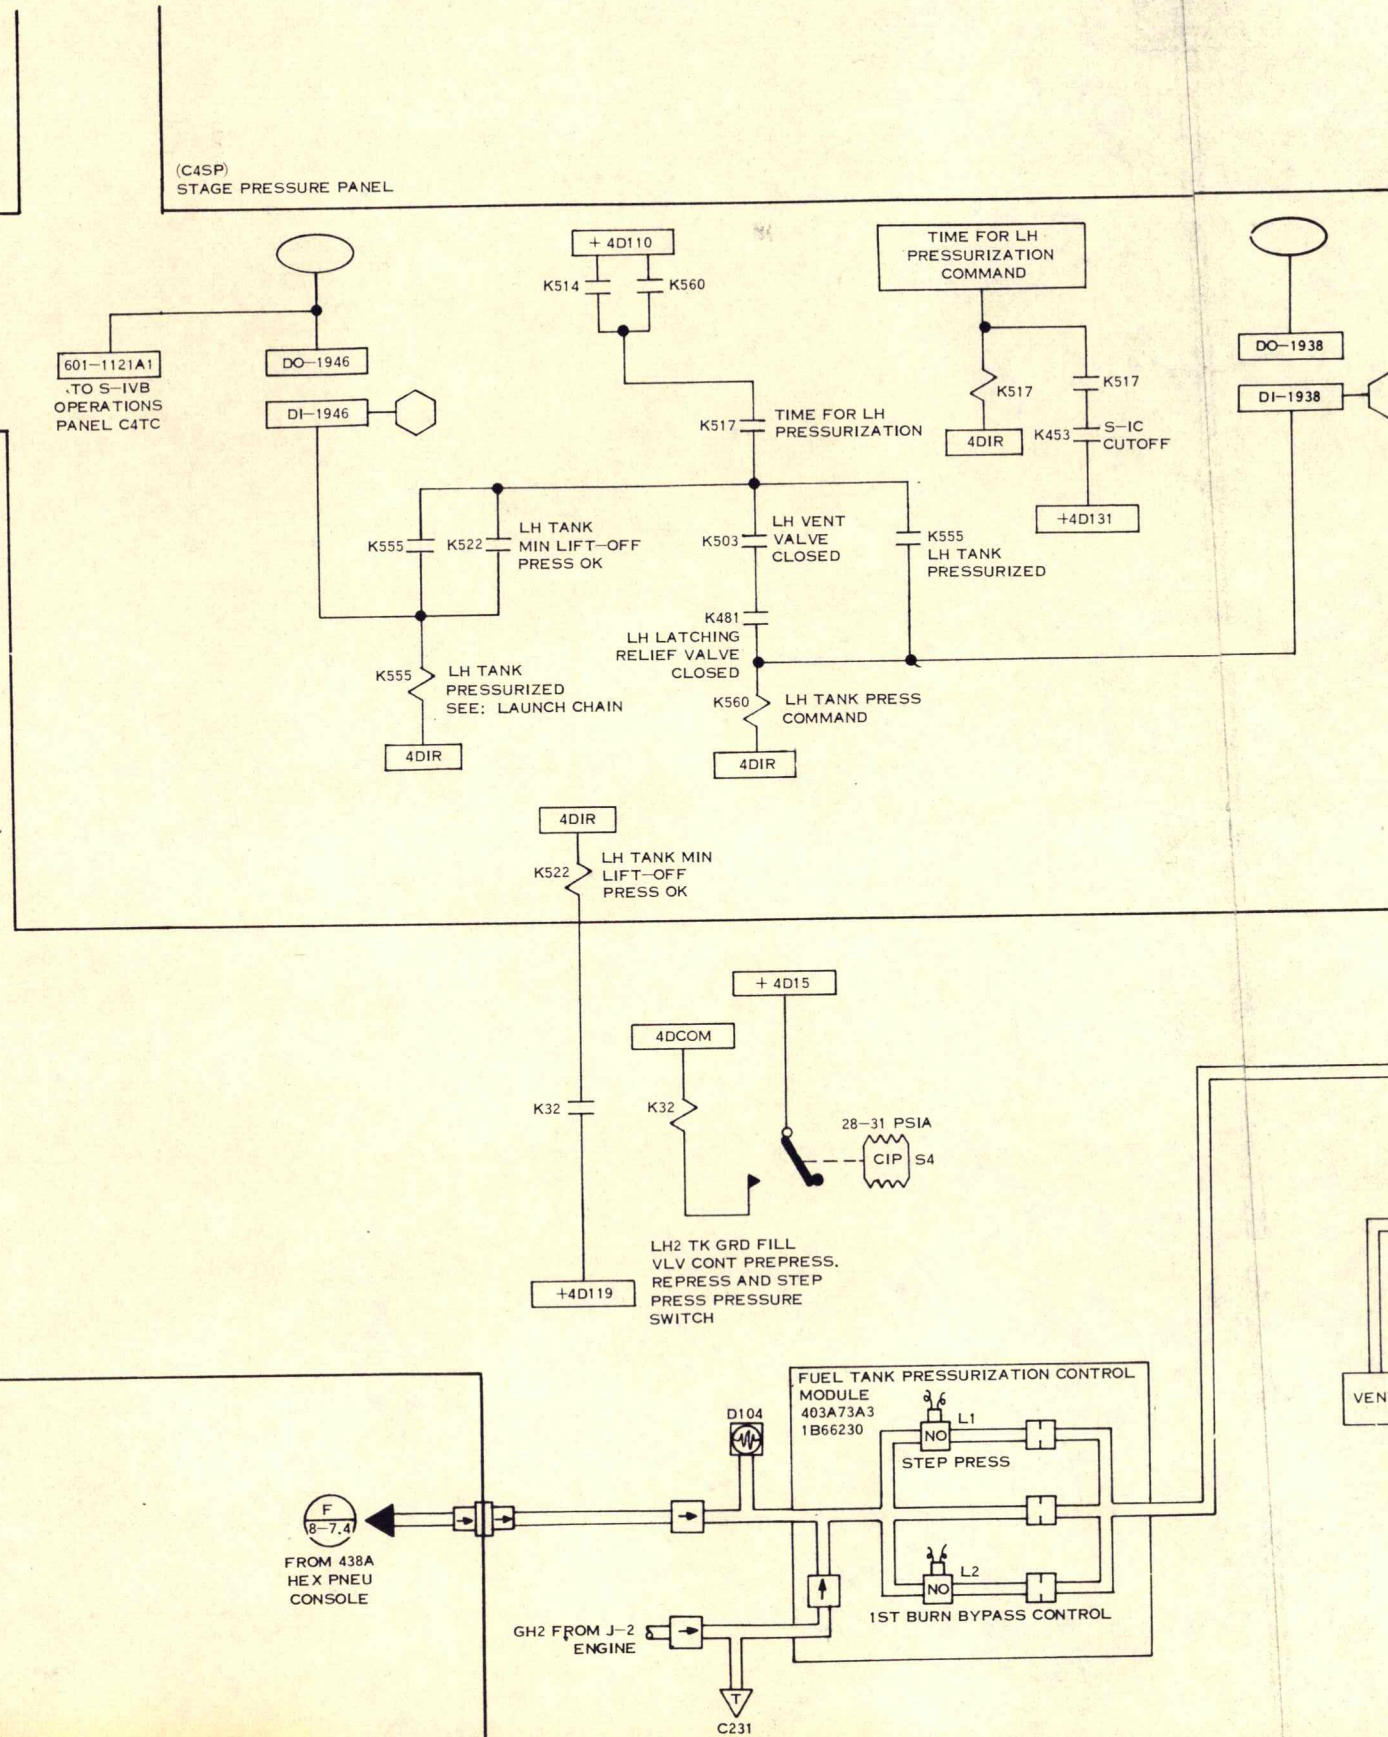 (C4SP)
STAGE PRESSURE PANEL
+ 4D110
K514
K560
TIME FOR LH
PRESSURIZATION
COMMAND
601-1121A1
TO S-IVB
OPERATIONS
PANEL C4TC
DO-1946
DI-1946
K517
TIME FOR LH
PRESSURIZATION
K517
4DIR
K517
K453
S-IC
CUTOFF
+4D131
DO-1938
DI-1938
K555
K522
LH TANK
MIN LIFT-OFF
PRESS OK
K503
LH VENT
VALVE
CLOSED
K555
LH TANK
PRESSURIZED
K481
LH LATCHING
RELIEF VALVE
CLOSED
K555
LH TANK
PRESSURIZED
SEE: LAUNCH CHAIN
4DIR
K560
LH TANK PRESS
COMMAND
4DIR
4DIR
K522
LH TANK MIN
LIFT-OFF
PRESS OK
+ 4D15
4DCOM
K32
K32
28-31 PSIA
CIP
S4
LH2 TK GRD FILL
VLV CONT PREPRESS.
REPRESS AND STEP
PRESS PRESSURE
SWITCH
+4D119
FUEL TANK PRESSURIZATION CONTROL
MODULE
403A73A3
1B66230
D104
L1
NO
STEP PRESS
F
8-7.4
FROM 438A
HEX PNEU
CONSOLE
L2
NO
1ST BURN BYPASS CONTROL
GH2 FROM J-2
ENGINE
T
C231
VEN